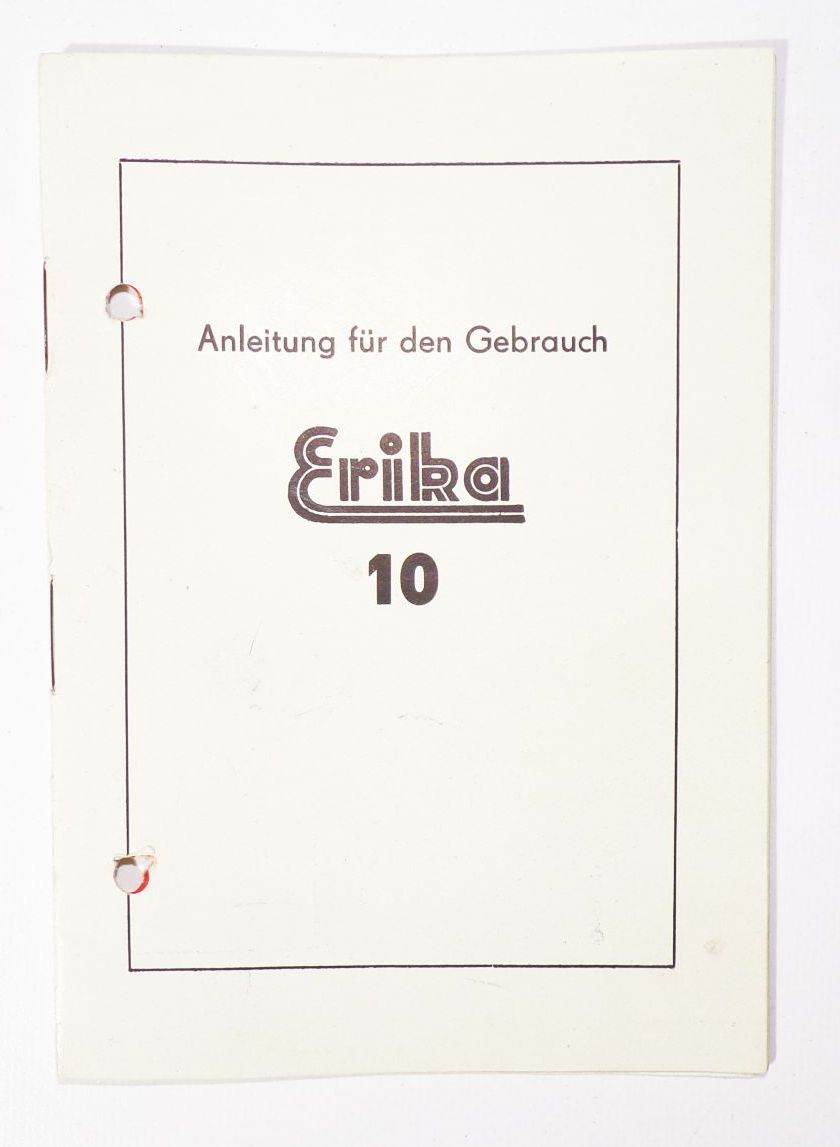 Anleitung für den Gebrauch
Erika
10